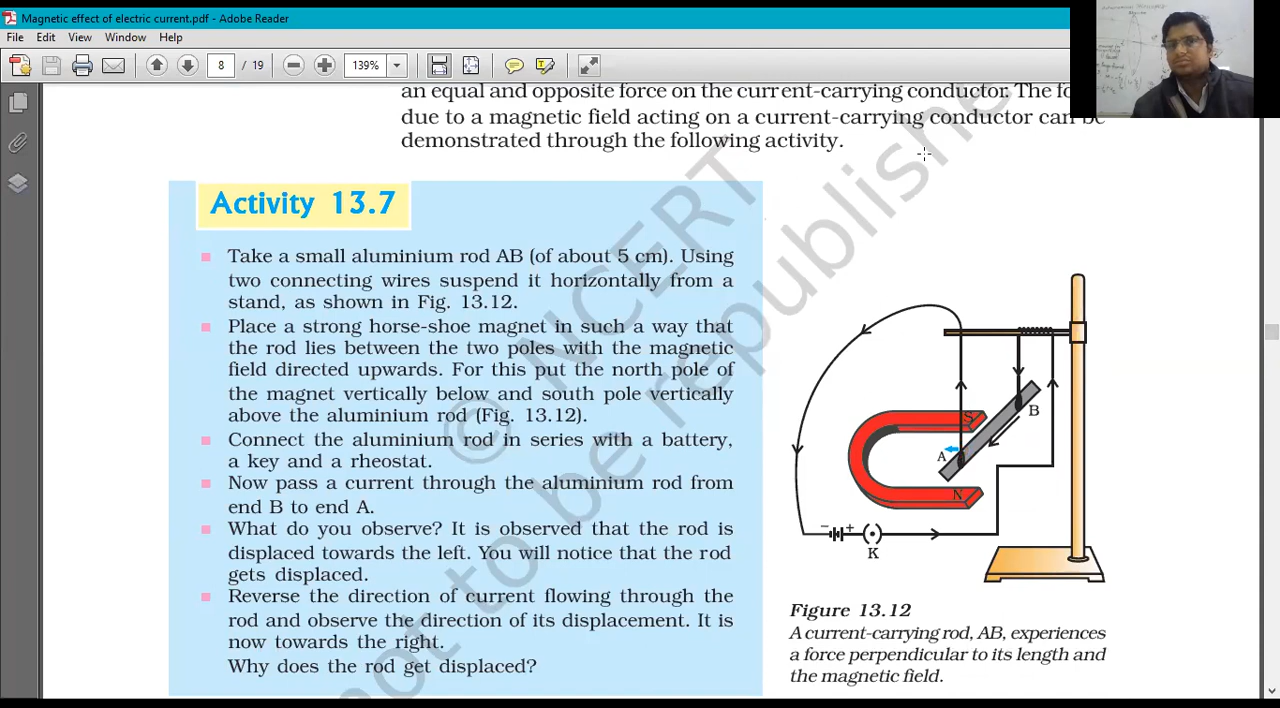 Magnetic effect of electric current.pdf - Adobe Reader
File Edit View Window Help
8 / 19 139%
an equal and opposite force on the current-carrying conductor. The
due to a magnetic field acting on a current-carrying conductor can be
demonstrated through the following activity.
Activity 13.7
Take a small aluminium rod AB (of about 5 cm). Using
two connecting wires suspend it horizontally from a
stand, as shown in Fig. 13.12.
Place a strong horse-shoe magnet in such a way that
the rod lies between the two poles with the magnetic
field directed upwards. For this put the north pole of
the magnet vertically below and south pole vertically
above the aluminium rod (Fig. 13.12).
Connect the aluminium rod in series with a battery,
a key and a rheostat.
Now pass a current through the aluminium rod from
end B to end A.
What do you observe? It is observed that the rod is
displaced towards the left. You will notice that the rod
gets displaced.
Reverse the direction of current flowing through the
rod and observe the direction of its displacement. It is
now towards the right.
Why does the rod get displaced?
S
B
A
N
− +
K
Figure 13.12
A current-carrying rod, AB, experiences
a force perpendicular to its length and
the magnetic field.
© NCERT
not to be republishe